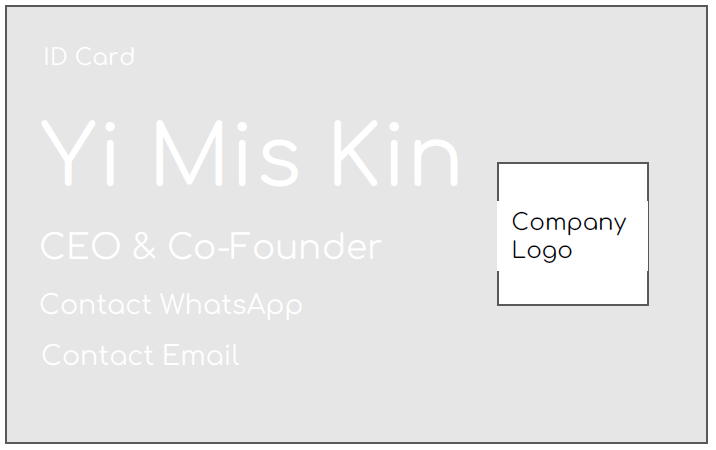 ID Card
Yi Mis Kin
CEO & Co-Founder
Contact WhatsApp
Contact Email
Company
Logo